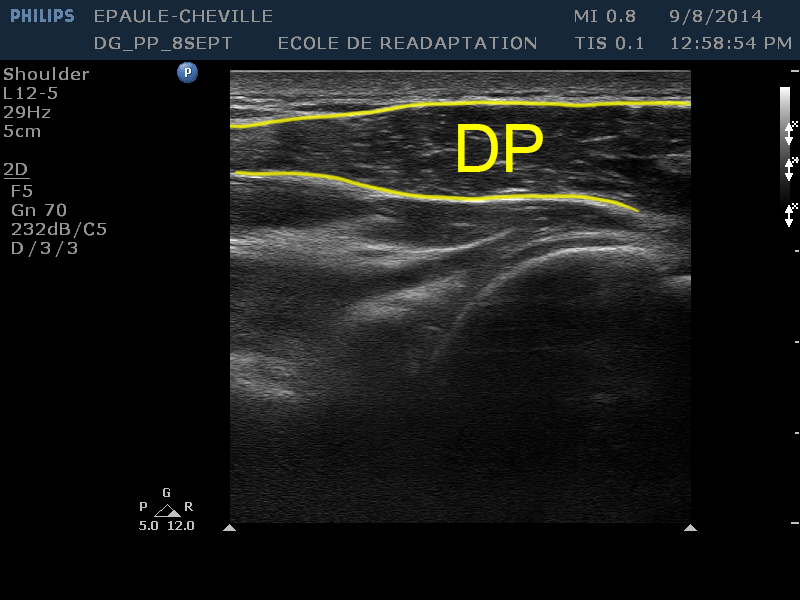 PHILIPS EPAULE-CHEVILLE MI 0.8 9/8/2014
DG_PP_8SEPT ECOLE DE READAPTATION TIS 0.1 12:58:54 PM
Shoulder
P
L12-5
29Hz
5cm
2D
F5
Gn 70
232dB/C5
D/3/3
DP
G
P R
5.0 12.0